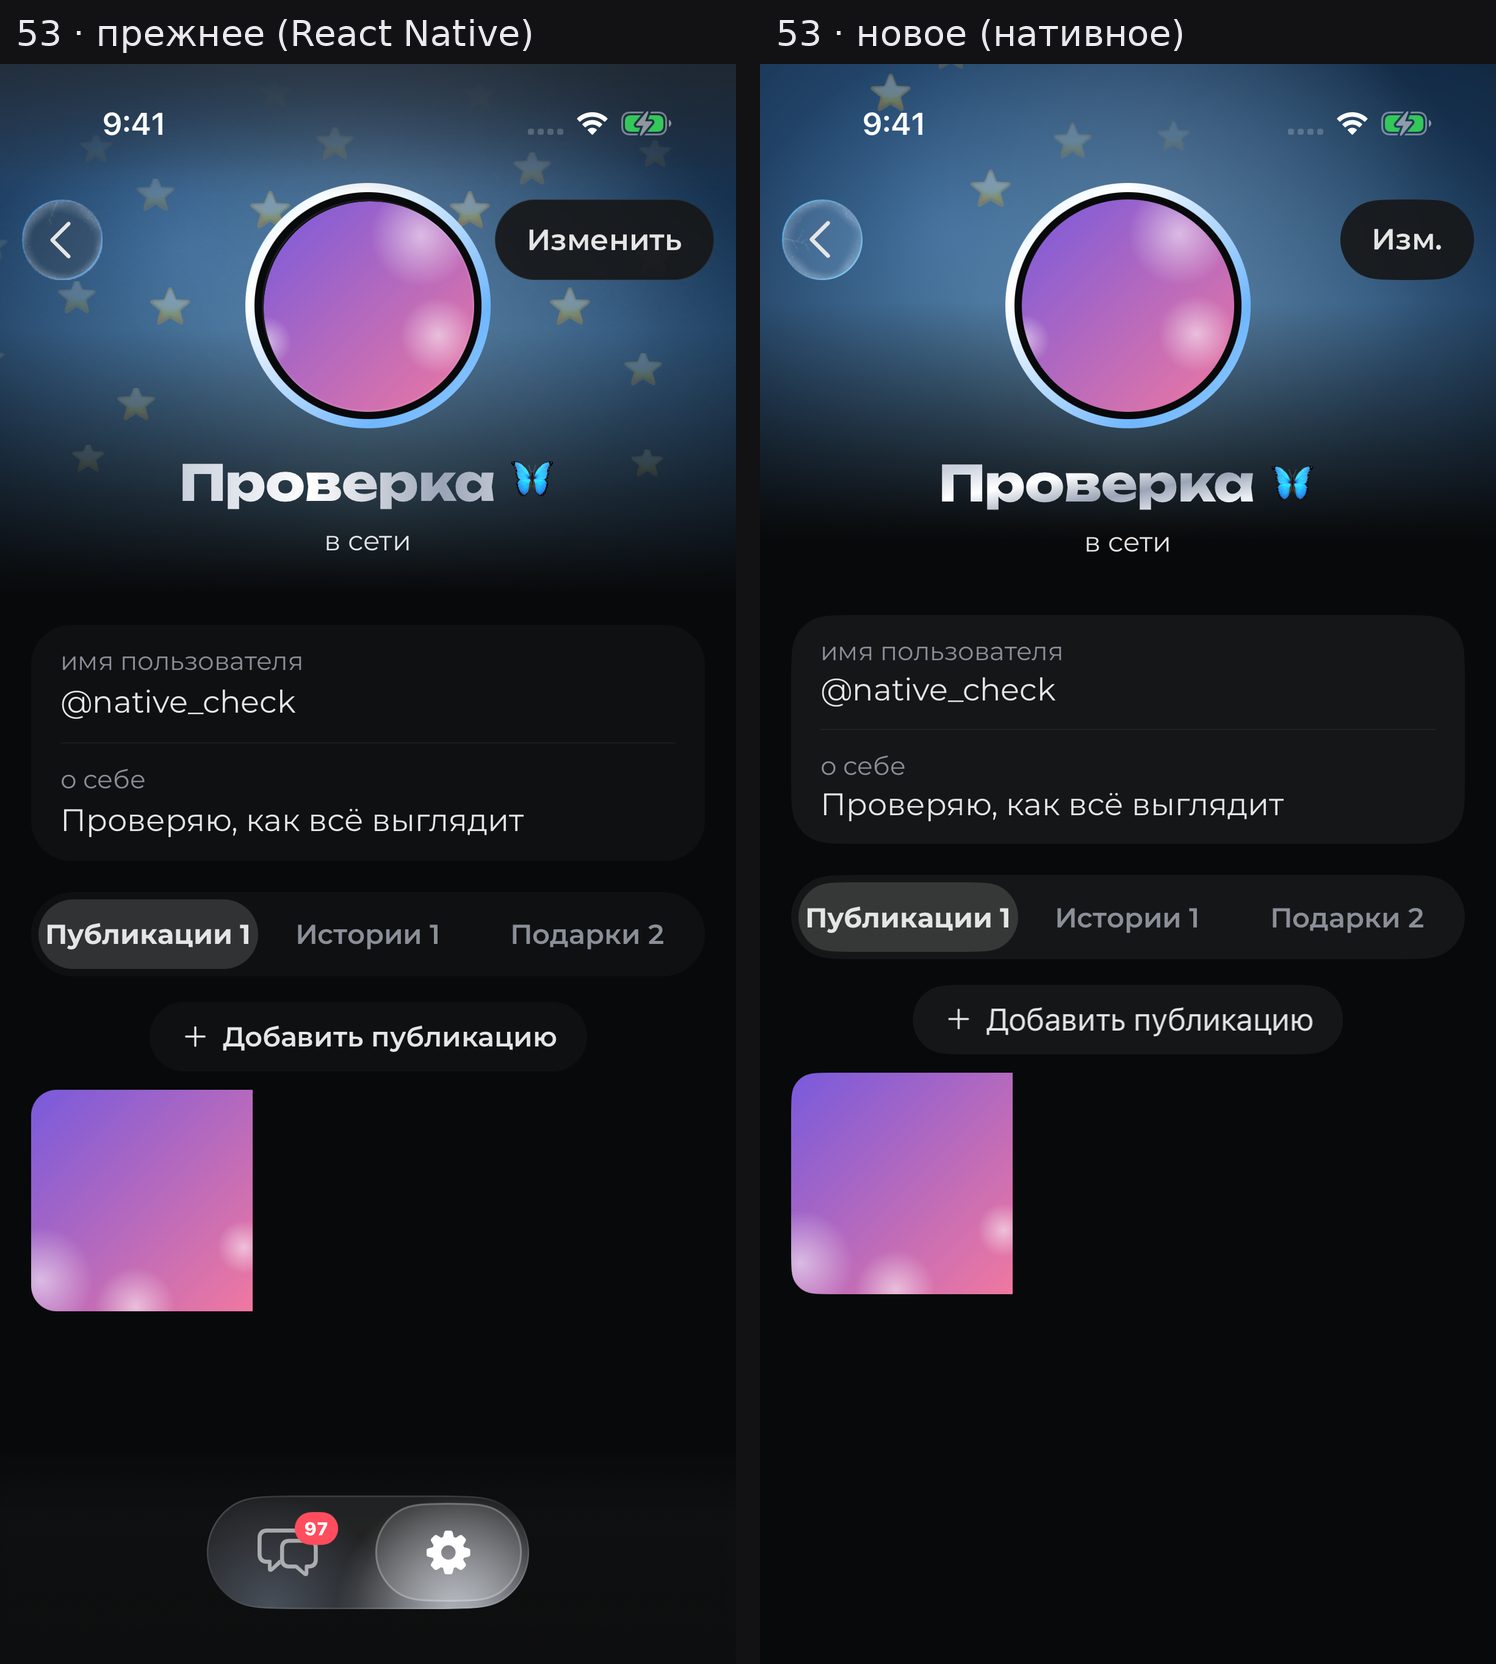 53 · прежнее (React Native)
9:41
Изменить
Проверка
в сети
имя пользователя
@native_check
о себе
Проверяю, как всё выглядит
Публикации 1 Истории 1 Подарки 2
+ Добавить публикацию
97
53 · новое (нативное)
9:41
Изм.
Проверка
в сети
имя пользователя
@native_check
о себе
Проверяю, как всё выглядит
Публикации 1 Истории 1 Подарки 2
+ Добавить публикацию